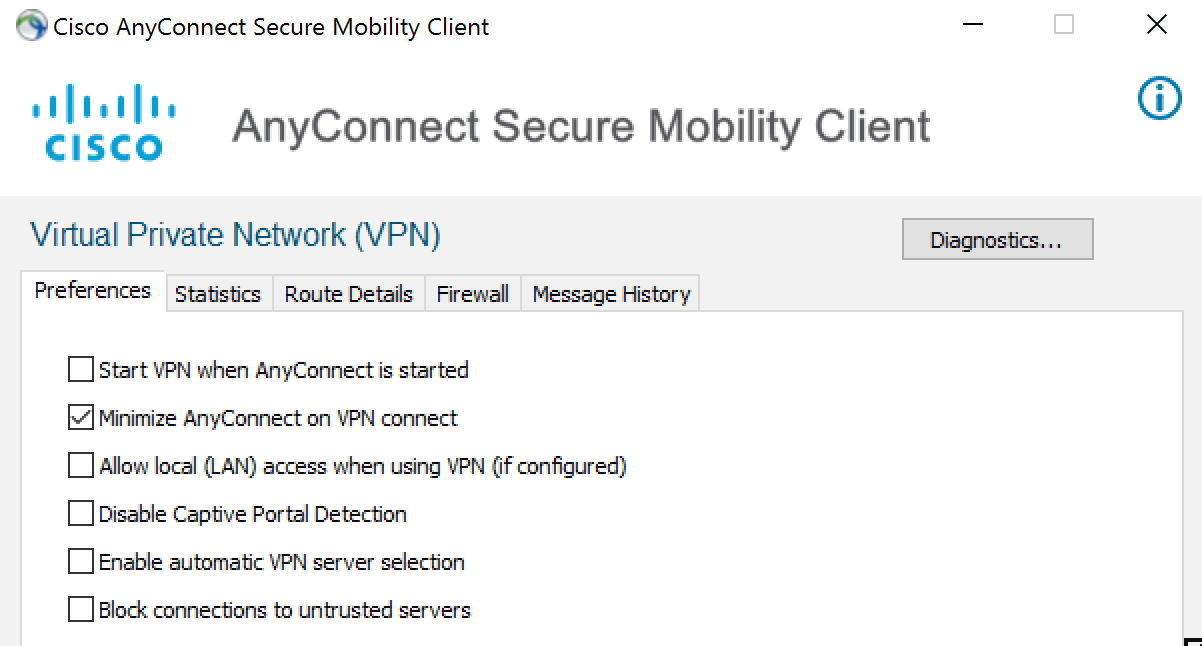 Cisco AnyConnect Secure Mobility Client
CISCO
AnyConnect Secure Mobility Client
Virtual Private Network (VPN)
Diagnostics...
Preferences Statistics Route Details Firewall Message History
Start VPN when AnyConnect is started
Minimize AnyConnect on VPN connect
Allow local (LAN) access when using VPN (if configured)
Disable Captive Portal Detection
Enable automatic VPN server selection
Block connections to untrusted servers